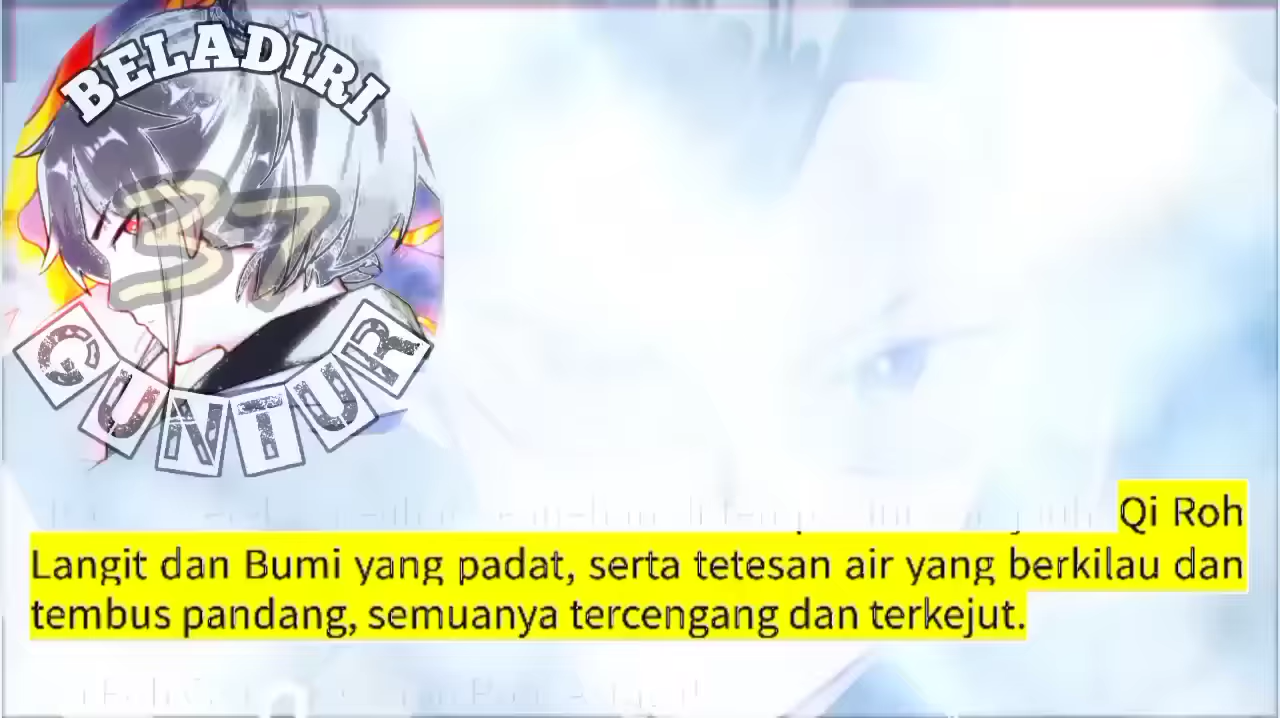 BELADIRI
37
GUNTUR
Qi Roh
Langit dan Bumi yang padat, serta tetesan air yang berkilau dan
tembus pandang, semuanya tercengang dan terkejut.